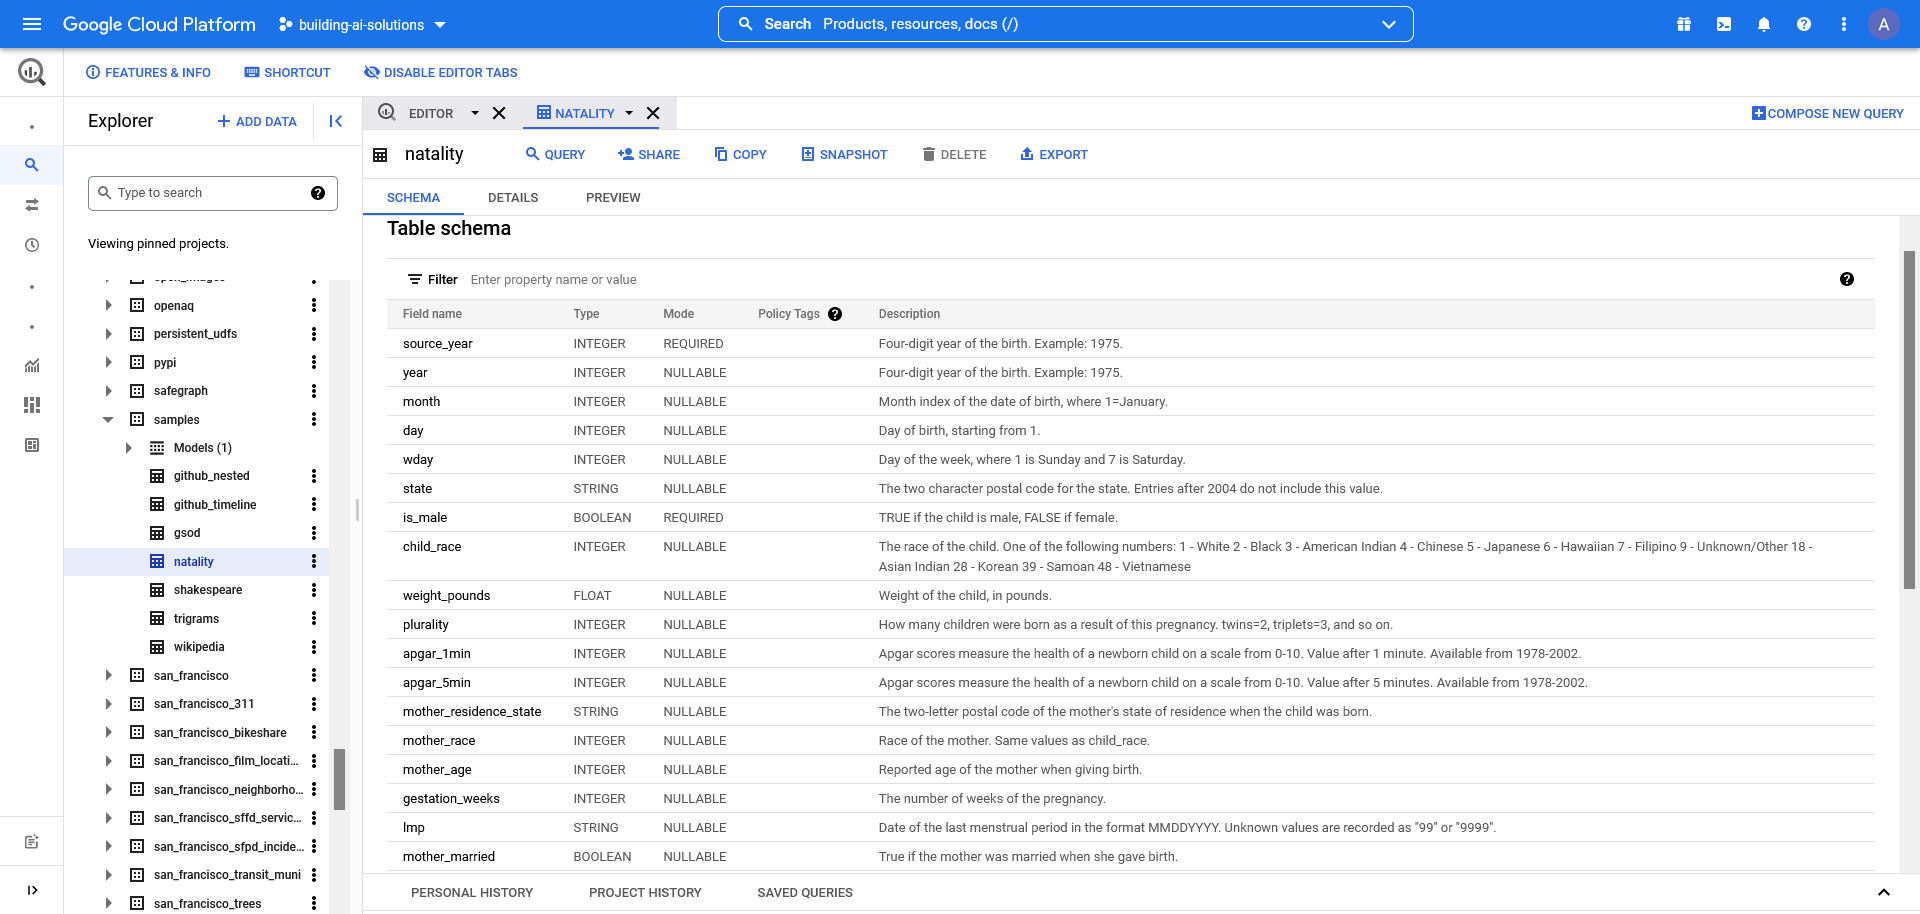 Google Cloud Platform building-ai-solutions Search Products, resources, docs (/) A
FEATURES & INFO SHORTCUT DISABLE EDITOR TABS
Explorer + ADD DATA
EDITOR NATALITY COMPOSE NEW QUERY
natality QUERY SHARE COPY SNAPSHOT DELETE EXPORT
SCHEMA DETAILS PREVIEW
Type to search
Viewing pinned projects.
open_images
openaq
persistent_udfs
pypi
safegraph
samples
Models (1)
github_nested
github_timeline
gsod
natality
shakespeare
trigrams
wikipedia
san_francisco
san_francisco_311
san_francisco_bikeshare
san_francisco_film_locati...
san_francisco_neighborho...
san_francisco_sffd_servic...
san_francisco_sfpd_incide...
san_francisco_transit_muni
san_francisco_trees
Table schema
Filter Enter property name or value
Field name Type Mode Policy Tags Description
source_year INTEGER REQUIRED Four-digit year of the birth. Example: 1975.
year INTEGER NULLABLE Four-digit year of the birth. Example: 1975.
month INTEGER NULLABLE Month index of the date of birth, where 1=January.
day INTEGER NULLABLE Day of birth, starting from 1.
wday INTEGER NULLABLE Day of the week, where 1 is Sunday and 7 is Saturday.
state STRING NULLABLE The two character postal code for the state. Entries after 2004 do not include this value.
is_male BOOLEAN REQUIRED TRUE if the child is male, FALSE if female.
child_race INTEGER NULLABLE The race of the child. One of the following numbers: 1 - White 2 - Black 3 - American Indian 4 - Chinese 5 - Japanese 6 - Hawaiian 7 - Filipino 9 - Unknown/Other 18 -
Asian Indian 28 - Korean 39 - Samoan 48 - Vietnamese
weight_pounds FLOAT NULLABLE Weight of the child, in pounds.
plurality INTEGER NULLABLE How many children were born as a result of this pregnancy. twins=2, triplets=3, and so on.
apgar_1min INTEGER NULLABLE Apgar scores measure the health of a newborn child on a scale from 0-10. Value after 1 minute. Available from 1978-2002.
apgar_5min INTEGER NULLABLE Apgar scores measure the health of a newborn child on a scale from 0-10. Value after 5 minutes. Available from 1978-2002.
mother_residence_state STRING NULLABLE The two-letter postal code of the mother's state of residence when the child was born.
mother_race INTEGER NULLABLE Race of the mother. Same values as child_race.
mother_age INTEGER NULLABLE Reported age of the mother when giving birth.
gestation_weeks INTEGER NULLABLE The number of weeks of the pregnancy.
lmp STRING NULLABLE Date of the last menstrual period in the format MMDDYYYY. Unknown values are recorded as "99" or "9999".
mother_married BOOLEAN NULLABLE True if the mother was married when she gave birth.
PERSONAL HISTORY PROJECT HISTORY SAVED QUERIES